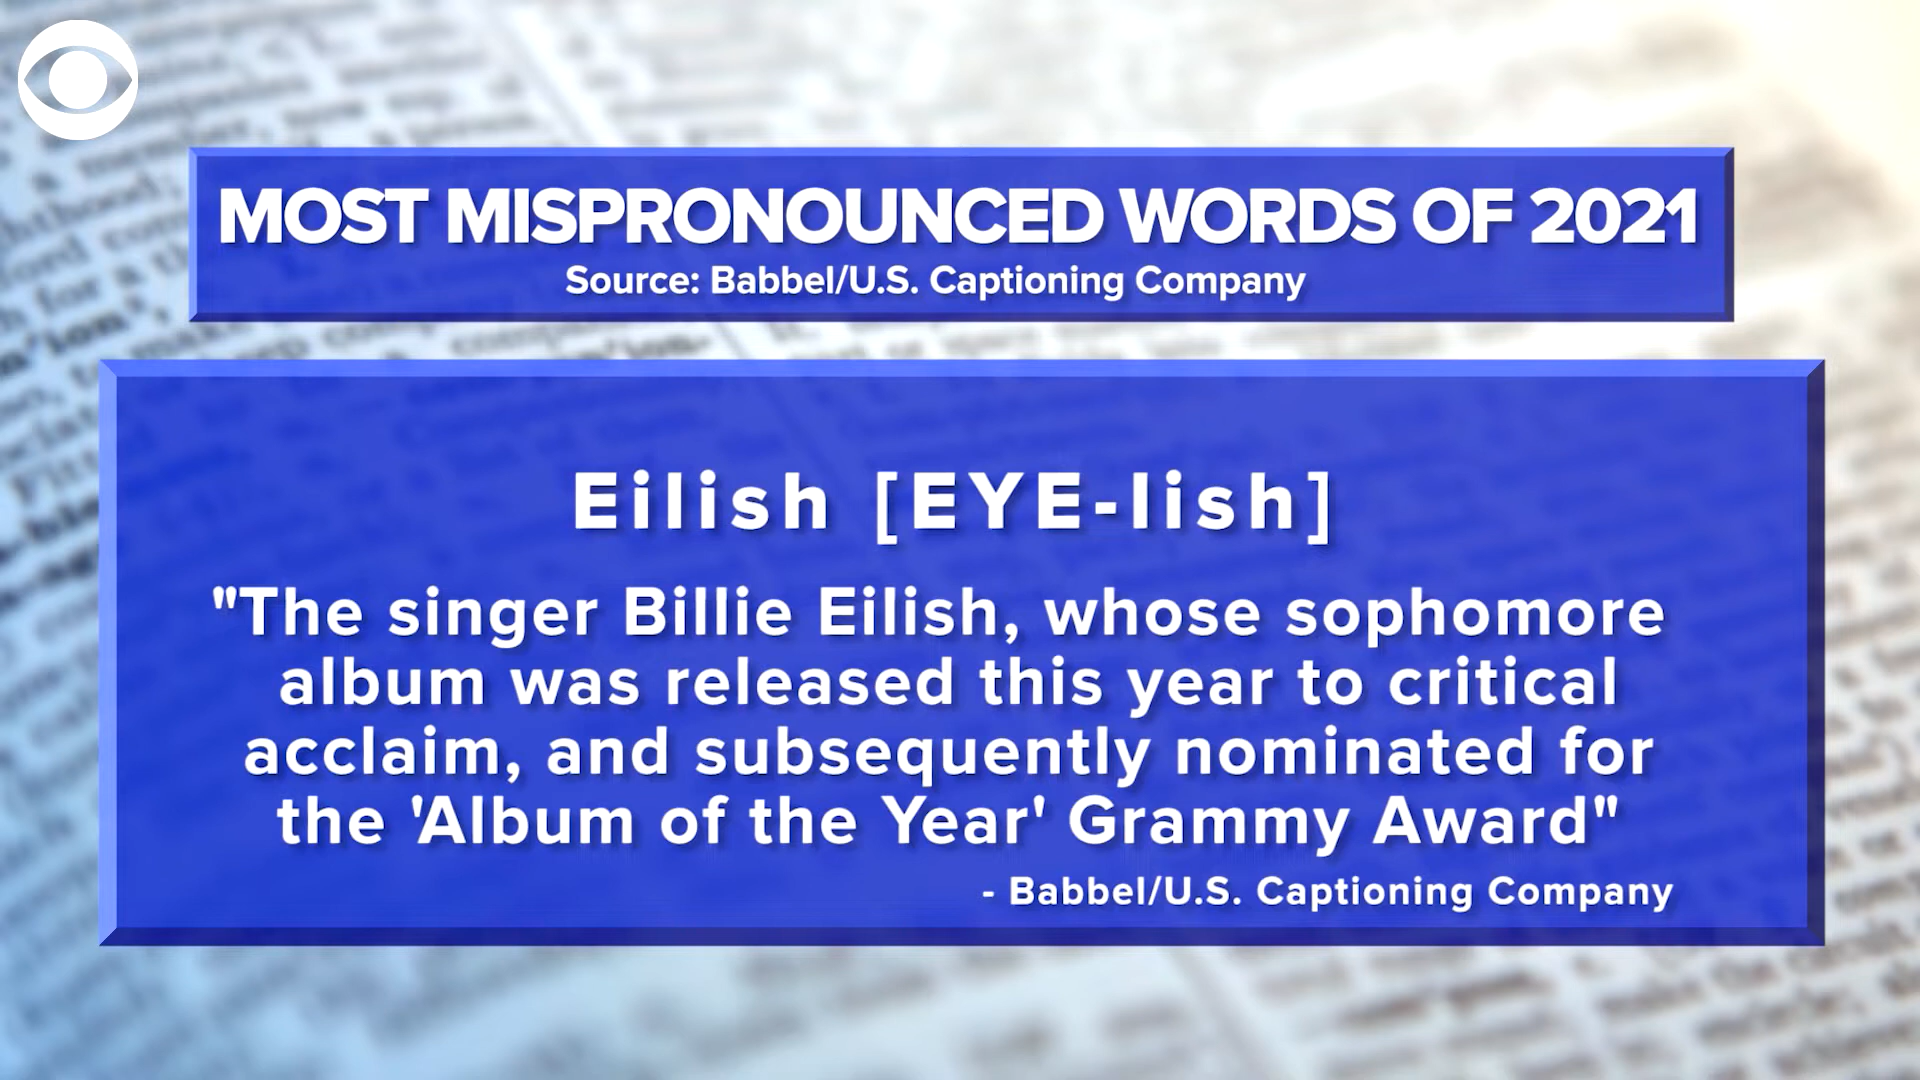 MOST MISPRONOUNCED WORDS OF 2021
Source: Babbel/U.S. Captioning Company
Eilish [EYE-lish]
"The singer Billie Eilish, whose sophomore
album was released this year to critical
acclaim, and subsequently nominated for
the 'Album of the Year' Grammy Award"
- Babbel/U.S. Captioning Company